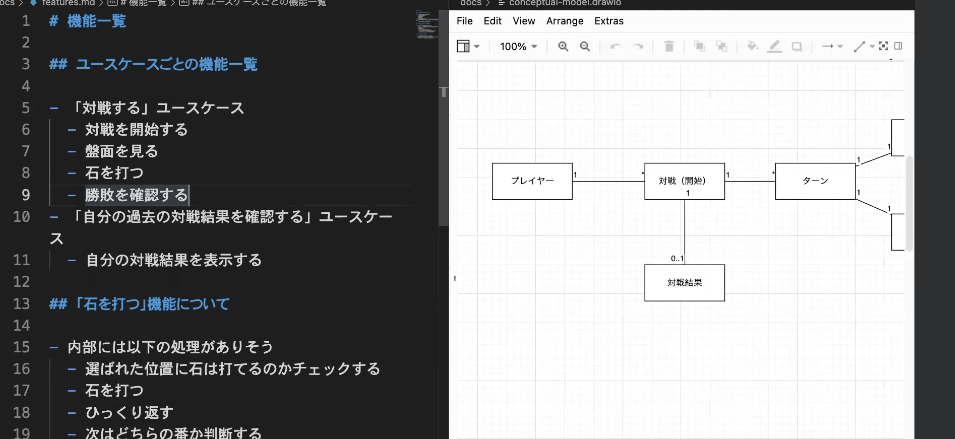 ocs > features.md > # 機能一覧 > ## ユースケースごとの機能一覧
1 # 機能一覧
2
3 ## ユースケースごとの機能一覧
4
5 - 「対戦する」ユースケース
6 - 対戦を開始する
7 - 盤面を見る
8 - 石を打つ
9 - 勝敗を確認する
10 - 「自分の過去の対戦結果を確認する」ユースケー
ス
11 - 自分の対戦結果を表示する
12
13 ## 「石を打つ」機能について
14
15 - 内部には以下の処理がありそう
16 - 選ばれた位置に石は打てるのかチェックする
17 - 石を打つ
18 - ひっくり返す
19 - 次はどちらの番か判断する
docs > conceptual-model.drawio
File Edit View Arrange Extras
100%
プレイヤー
1
*
対戦（開始）
1
1
*
ターン
1
1
1
1
0..1
対戦結果
1